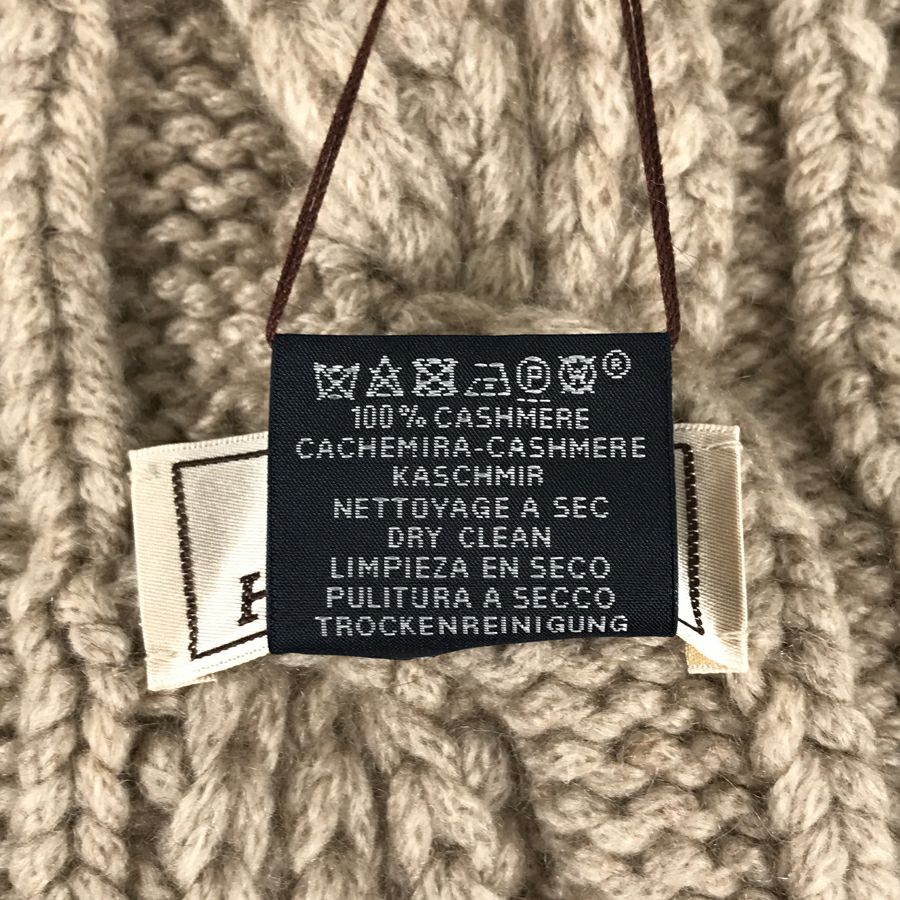 P W ®
100% CASHMERE
CACHEMIRA-CASHMERE
KASCHMIR
NETTOYAGE A SEC
DRY CLEAN
LIMPIEZA EN SECO
PULITURA A SECCO
TROCKENREINIGUNG
H